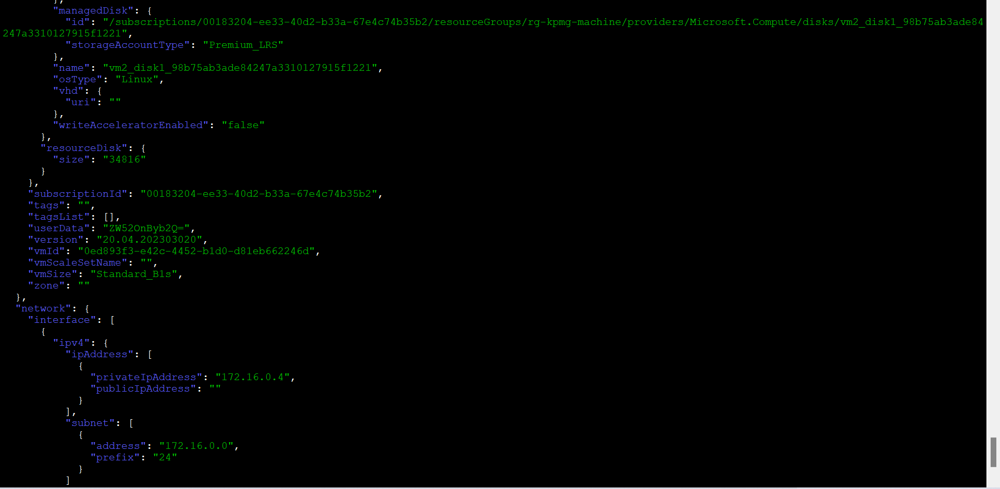 },
"managedDisk": {
"id": "/subscriptions/00183204-ee33-40d2-b33a-67e4c74b35b2/resourceGroups/rg-kpmg-machine/providers/Microsoft.Compute/disks/vm2_disk1_98b75ab3ade84
247a3310127915f1221",
"storageAccountType": "Premium_LRS"
},
"name": "vm2_disk1_98b75ab3ade84247a3310127915f1221",
"osType": "Linux",
"vhd": {
"uri": ""
},
"writeAcceleratorEnabled": "false"
},
"resourceDisk": {
"size": "34816"
}
},
"subscriptionId": "00183204-ee33-40d2-b33a-67e4c74b35b2",
"tags": "",
"tagsList": [],
"userData": "ZW52OnByb2Q=",
"version": "20.04.202303020",
"vmId": "0ed893f3-e42c-4452-b1d0-d81eb662246d",
"vmScaleSetName": "",
"vmSize": "Standard_B1s",
"zone": ""
},
"network": {
"interface": [
{
"ipv4": {
"ipAddress": [
{
"privateIpAddress": "172.16.0.4",
"publicIpAddress": ""
}
],
"subnet": [
{
"address": "172.16.0.0",
"prefix": "24"
}
]